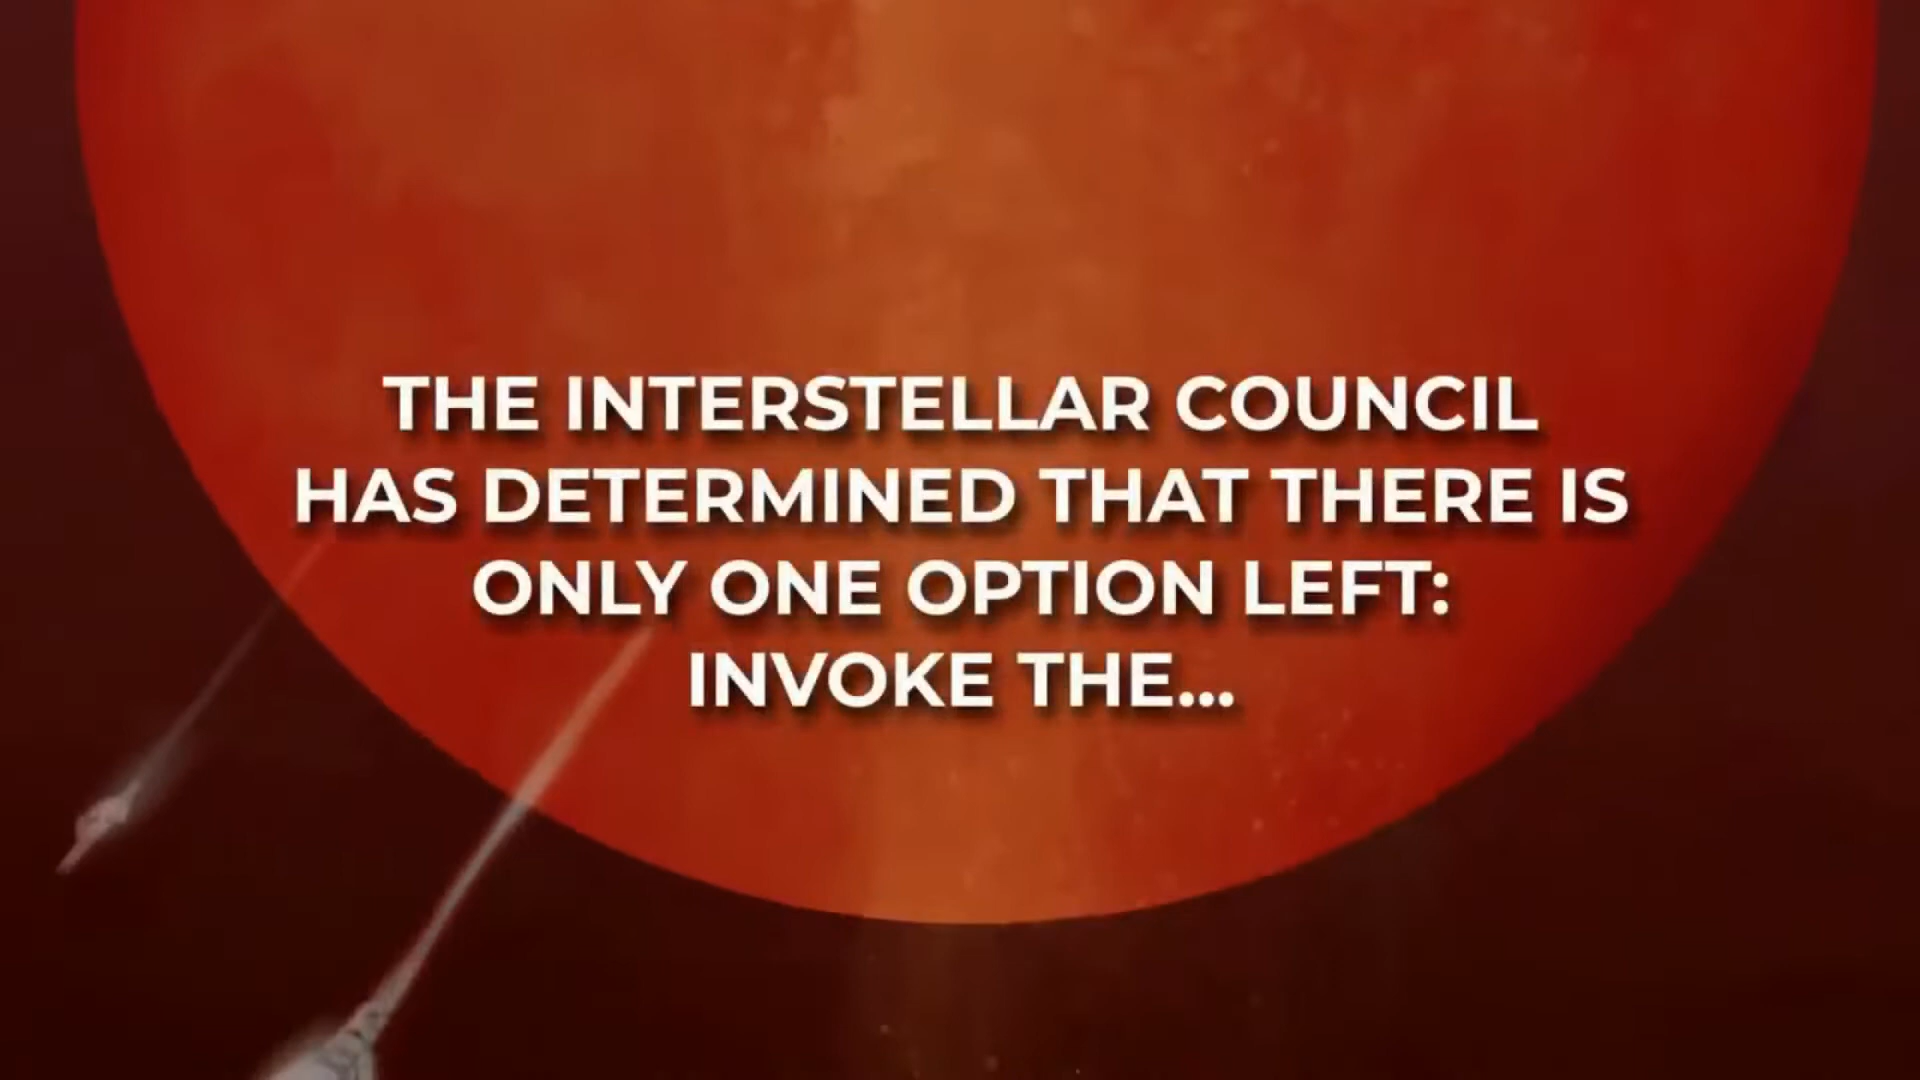 THE INTERSTELLAR COUNCIL
HAS DETERMINED THAT THERE IS
ONLY ONE OPTION LEFT:
INVOKE THE...